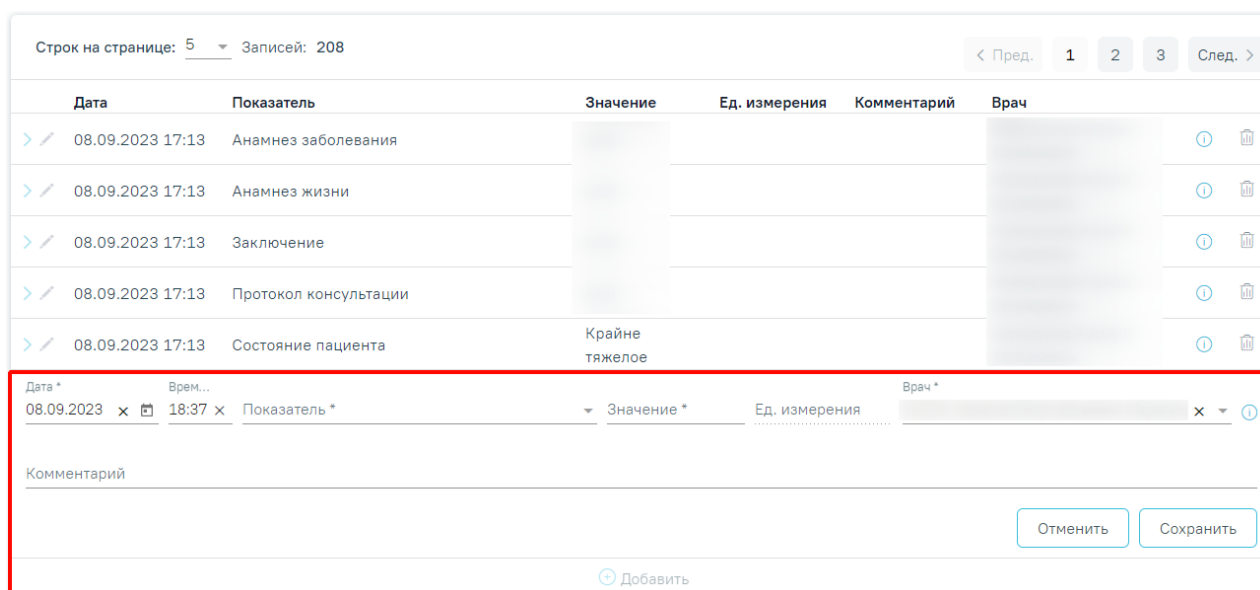 Строк на странице: 5 Записей: 208
< Пред. 1 2 3 След. >
Дата Показатель Значение Ед. измерения Комментарий Врач
08.09.2023 17:13 Анамнез заболевания
08.09.2023 17:13 Анамнез жизни
08.09.2023 17:13 Заключение
08.09.2023 17:13 Протокол консультации
08.09.2023 17:13 Состояние пациента Крайне
тяжелое
Дата * Врем... Врач *
08.09.2023 18:37 Показатель * Значение * Ед. измерения
Комментарий
Отменить Сохранить
Добавить